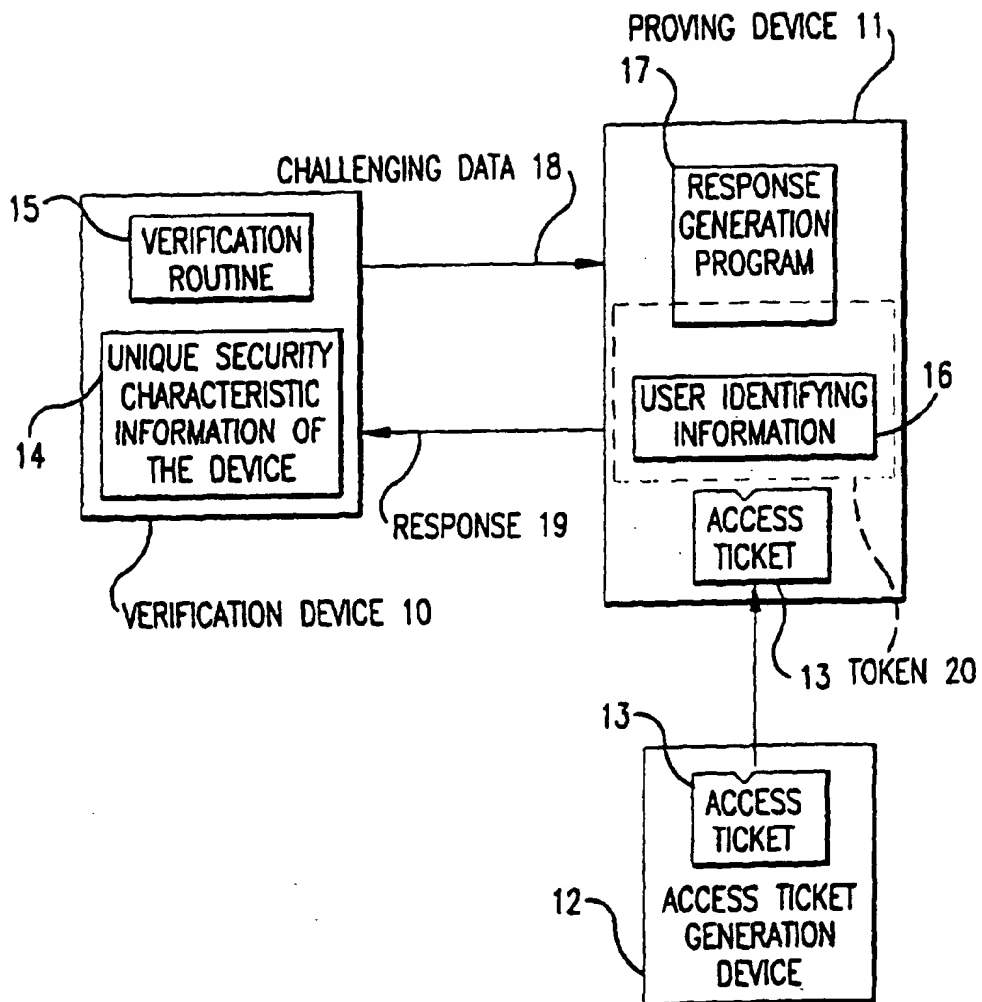 PROVING DEVICE 11
17
CHALLENGING DATA 18
RESPONSE
GENERATION
PROGRAM
15
VERIFICATION
ROUTINE
UNIQUE SECURITY
CHARACTERISTIC
INFORMATION OF
THE DEVICE
14
USER IDENTIFYING
INFORMATION
16
RESPONSE 19
ACCESS
TICKET
VERIFICATION DEVICE 10
13
TOKEN 20
13
ACCESS
TICKET
12
ACCESS TICKET
GENERATION
DEVICE